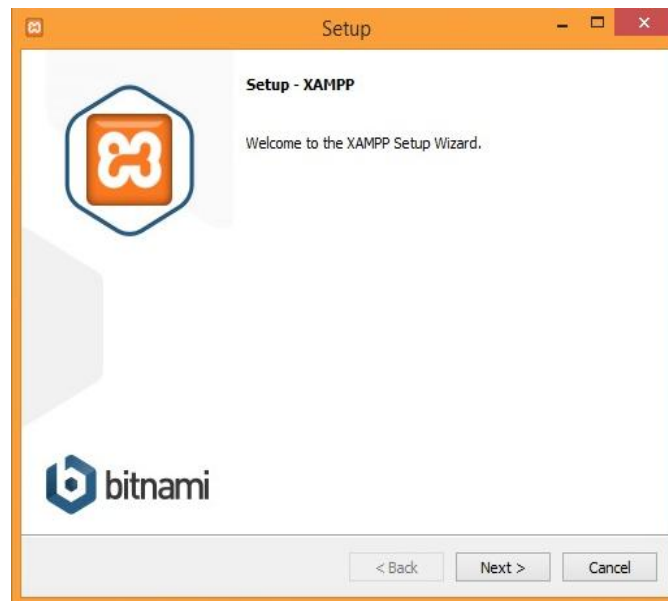 Setup
Setup - XAMPP
Welcome to the XAMPP Setup Wizard.
bitnami
< Back Next > Cancel